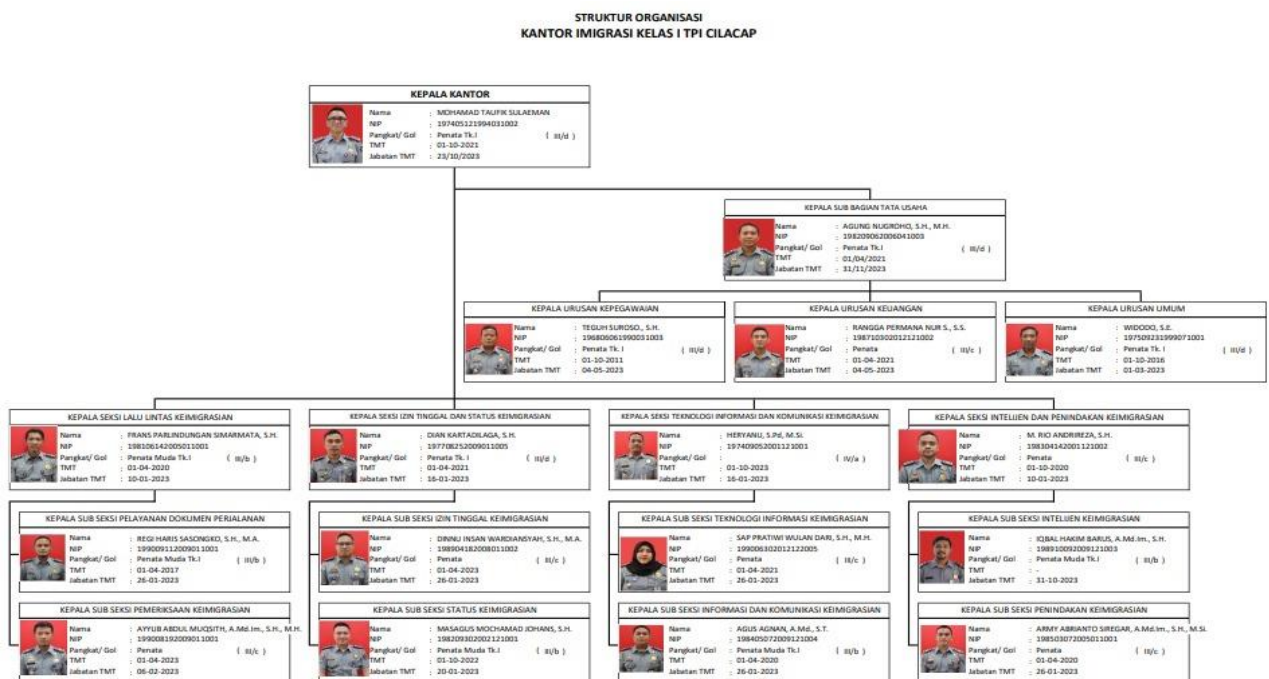 STRUKTUR ORGANISASI
KANTOR IMIGRASI KELAS I TPI CILACAP
KEPALA KANTOR
Nama : MOHAMAD TAUFIK SULAEMAN
NIP : 197405121994031002
Pangkat/ Gol : Penata Tk.I ( III/d )
TMT : 01-10-2021
Jabatan TMT : 23/10/2023
KEPALA SUB BAGIAN TATA USAHA
Nama : AGUNG NUGROHO, S.H., M.H.
NIP : 198209062006041003
Pangkat/ Gol : Penata Tk.I ( III/d )
TMT : 01/04/2021
Jabatan TMT : 31/11/2023
KEPALA URUSAN KEPEGAWAIAN
Nama : TEGUH SUROSO., S.H.
NIP : 196806061990031003
Pangkat/ Gol : Penata Tk. I ( III/d )
TMT : 01-10-2011
Jabatan TMT : 04-05-2023
KEPALA URUSAN KEUANGAN
Nama : RANGGA PERMANA NUR S., S.S.
NIP : 198710302012121002
Pangkat/ Gol : Penata ( III/c )
TMT : 01-04-2021
Jabatan TMT : 04-05-2023
KEPALA URUSAN UMUM
Nama : WIDODO, S.E.
NIP : 197509231999071001
Pangkat/ Gol : Penata Tk. I ( III/d )
TMT : 01-10-2016
Jabatan TMT : 01-03-2023
KEPALA SEKSI LALU LINTAS KEIMIGRASIAN
Nama : FRANS PARLINDUNGAN SIMARMATA, S.H.
NIP : 198106142005011001
Pangkat/ Gol : Penata Muda Tk.I ( III/b )
TMT : 01-04-2020
Jabatan TMT : 10-01-2023
KEPALA SEKSI IZIN TINGGAL DAN STATUS KEIMIGRASIAN
Nama : DIAN KARTADILAGA, S.H.
NIP : 197708252009011005
Pangkat/ Gol : Penata Tk. I ( III/d )
TMT : 01-04-2021
Jabatan TMT : 16-01-2023
KEPALA SEKSI TEKNOLOGI INFORMASI DAN KOMUNIKASI KEIMIGRASIAN
Nama : HERYANU, S.Pd, M.Si.
NIP : 197409052001121001
Pangkat/ Gol : ( IV/a )
TMT : 01-10-2023
Jabatan TMT : 16-01-2023
KEPALA SEKSI INTELIJEN DAN PENINDAKAN KEIMIGRASIAN
Nama : M. RIO ANDRIREZA, S.H.
NIP : 198304142001121002
Pangkat/ Gol : Penata ( III/c )
TMT : 01-10-2020
Jabatan TMT : 10-01-2023
KEPALA SUB SEKSI PELAYANAN DOKUMEN PERJALANAN
Nama : REGI HARIS SASONGKO, S.H., M.A.
NIP : 199009112009011001
Pangkat/ Gol : Penata Muda Tk.I ( III/b )
TMT : 01-04-2017
Jabatan TMT : 26-01-2023
KEPALA SUB SEKSI IZIN TINGGAL KEIMIGRASIAN
Nama : DINNU INSAN WARDIANSYAH, S.H., M.A.
NIP : 198904182008011002
Pangkat/ Gol : Penata ( III/c )
TMT : 01-04-2023
Jabatan TMT : 26-01-2023
KEPALA SUB SEKSI TEKNOLOGI INFORMASI KEIMIGRASIAN
Nama : SAP PRATIWI WULAN DARI, S.H., M.H.
NIP : 199006302012122005
Pangkat/ Gol : Penata ( III/c )
TMT : 01-04-2021
Jabatan TMT : 26-01-2023
KEPALA SUB SEKSI INTELIJEN KEIMIGRASIAN
Nama : IQBAL HAKIM BARUS, A.Md.Im., S.H.
NIP : 198910092009121003
Pangkat/ Gol : Penata Muda Tk.I ( III/b )
TMT : -
Jabatan TMT : 31-10-2023
KEPALA SUB SEKSI PEMERIKSAAN KEIMIGRASIAN
Nama : AYYUB ABDUL MUQSITH, A.Md.Im., S.H., M.H.
NIP : 199008192009011001
Pangkat/ Gol : Penata ( III/c )
TMT : 01-04-2023
Jabatan TMT : 06-02-2023
KEPALA SUB SEKSI STATUS KEIMIGRASIAN
Nama : MASAGUS MOCHAMAD JOHANS, S.H.
NIP : 198209302002121001
Pangkat/ Gol : Penata Muda Tk.I ( III/b )
TMT : 01-10-2022
Jabatan TMT : 20-01-2023
KEPALA SUB SEKSI INFORMASI DAN KOMUNIKASI KEIMIGRASIAN
Nama : AGUS AGNAN, A.Md., S.T.
NIP : 198405072009121004
Pangkat/ Gol : Penata Muda Tk.I ( III/b )
TMT : 01-04-2020
Jabatan TMT : 26-01-2023
KEPALA SUB SEKSI PENINDAKAN KEIMIGRASIAN
Nama : ARMY ABRIANTO SIREGAR, A.Md.Im., S.H., M.Si.
NIP : 198503072005011001
Pangkat/ Gol : Penata ( III/c )
TMT : 01-04-2020
Jabatan TMT : 26-01-2023